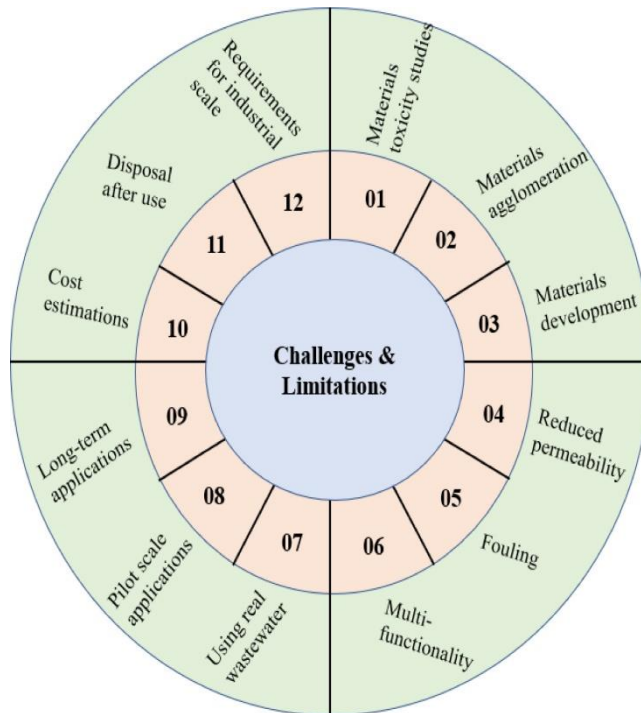 Challenges &
Limitations
01
Materials
toxicity studies
02
Materials
agglomeration
03
Materials
development
04
Reduced
permeability
05
Fouling
06
Multi-
functionality
07
Using real
wastewater
08
Pilot scale
applications
09
Long-term
applications
10
Cost
estimations
11
Disposal
after use
12
Requirements
for industrial
scale